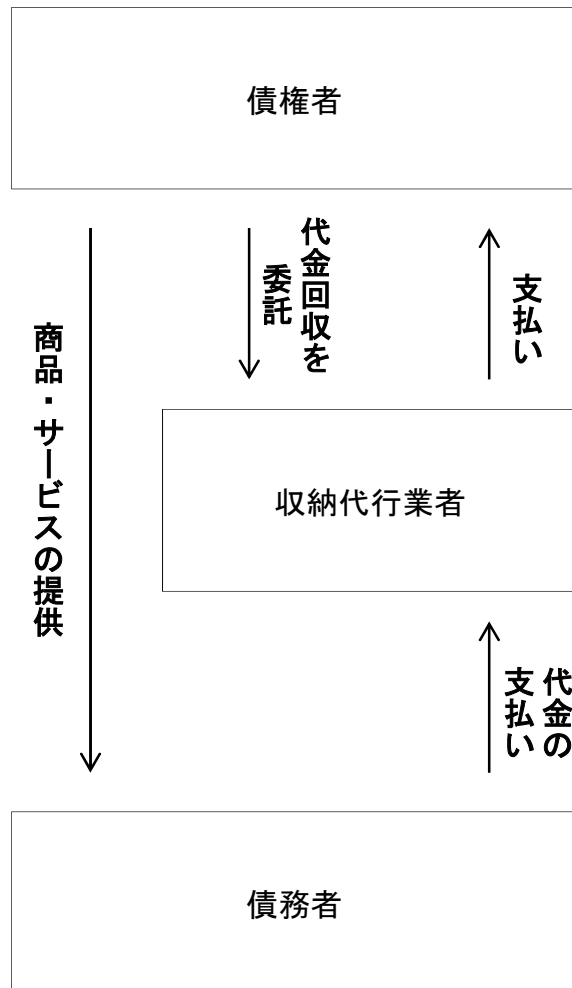 債権者
代金回収を
委託
支払い
商品・サービスの提供
収納代行業者
代金の
支払い
債務者